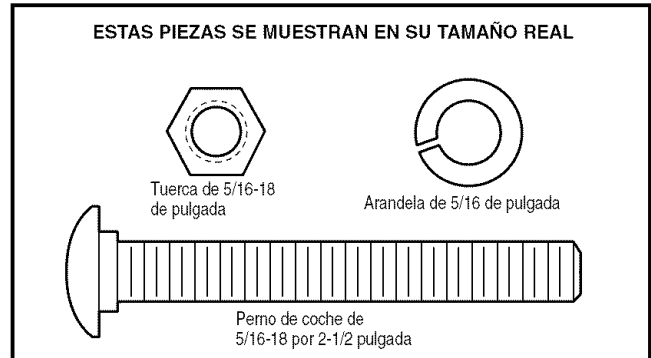 ESTAS PIEZAS SE MUESTRAN EN SU TAMAÑO REAL
Tuerca de 5/16-18
de pulgada
Arandela de 5/16 de pulgada
Perno de coche de
5/16-18 por 2-1/2 pulgada